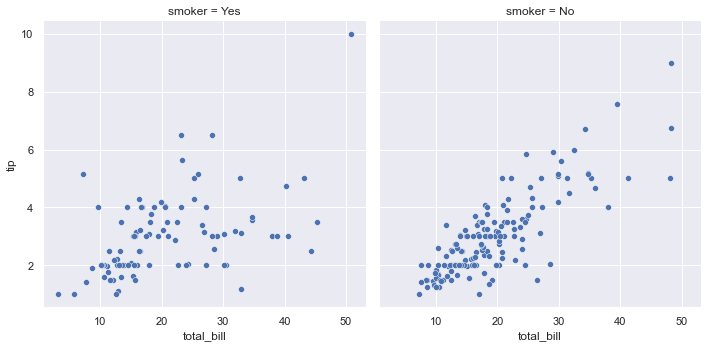 smoker = Yes
smoker = No
10
8
6
4
2
tip
10 20 30 40 50
10 20 30 40 50
total_bill
total_bill